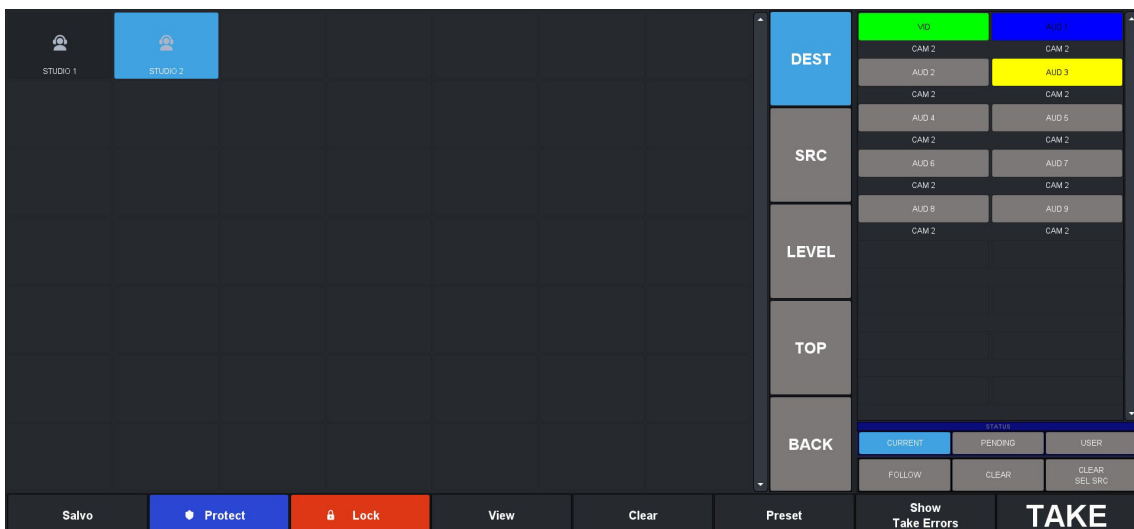 STUDIO 1
STUDIO 2
DEST
SRC
LEVEL
TOP
BACK
VID
AUD 1
CAM 2
CAM 2
AUD 2
AUD 3
CAM 2
CAM 2
AUD 4
AUD 5
CAM 2
CAM 2
AUD 6
AUD 7
CAM 2
CAM 2
AUD 8
AUD 9
CAM 2
CAM 2
STATUS
CURRENT
PENDING
USER
FOLLOW
CLEAR
CLEAR
SEL SRC
Salvo
Protect
Lock
View
Clear
Preset
Show
Take Errors
TAKE